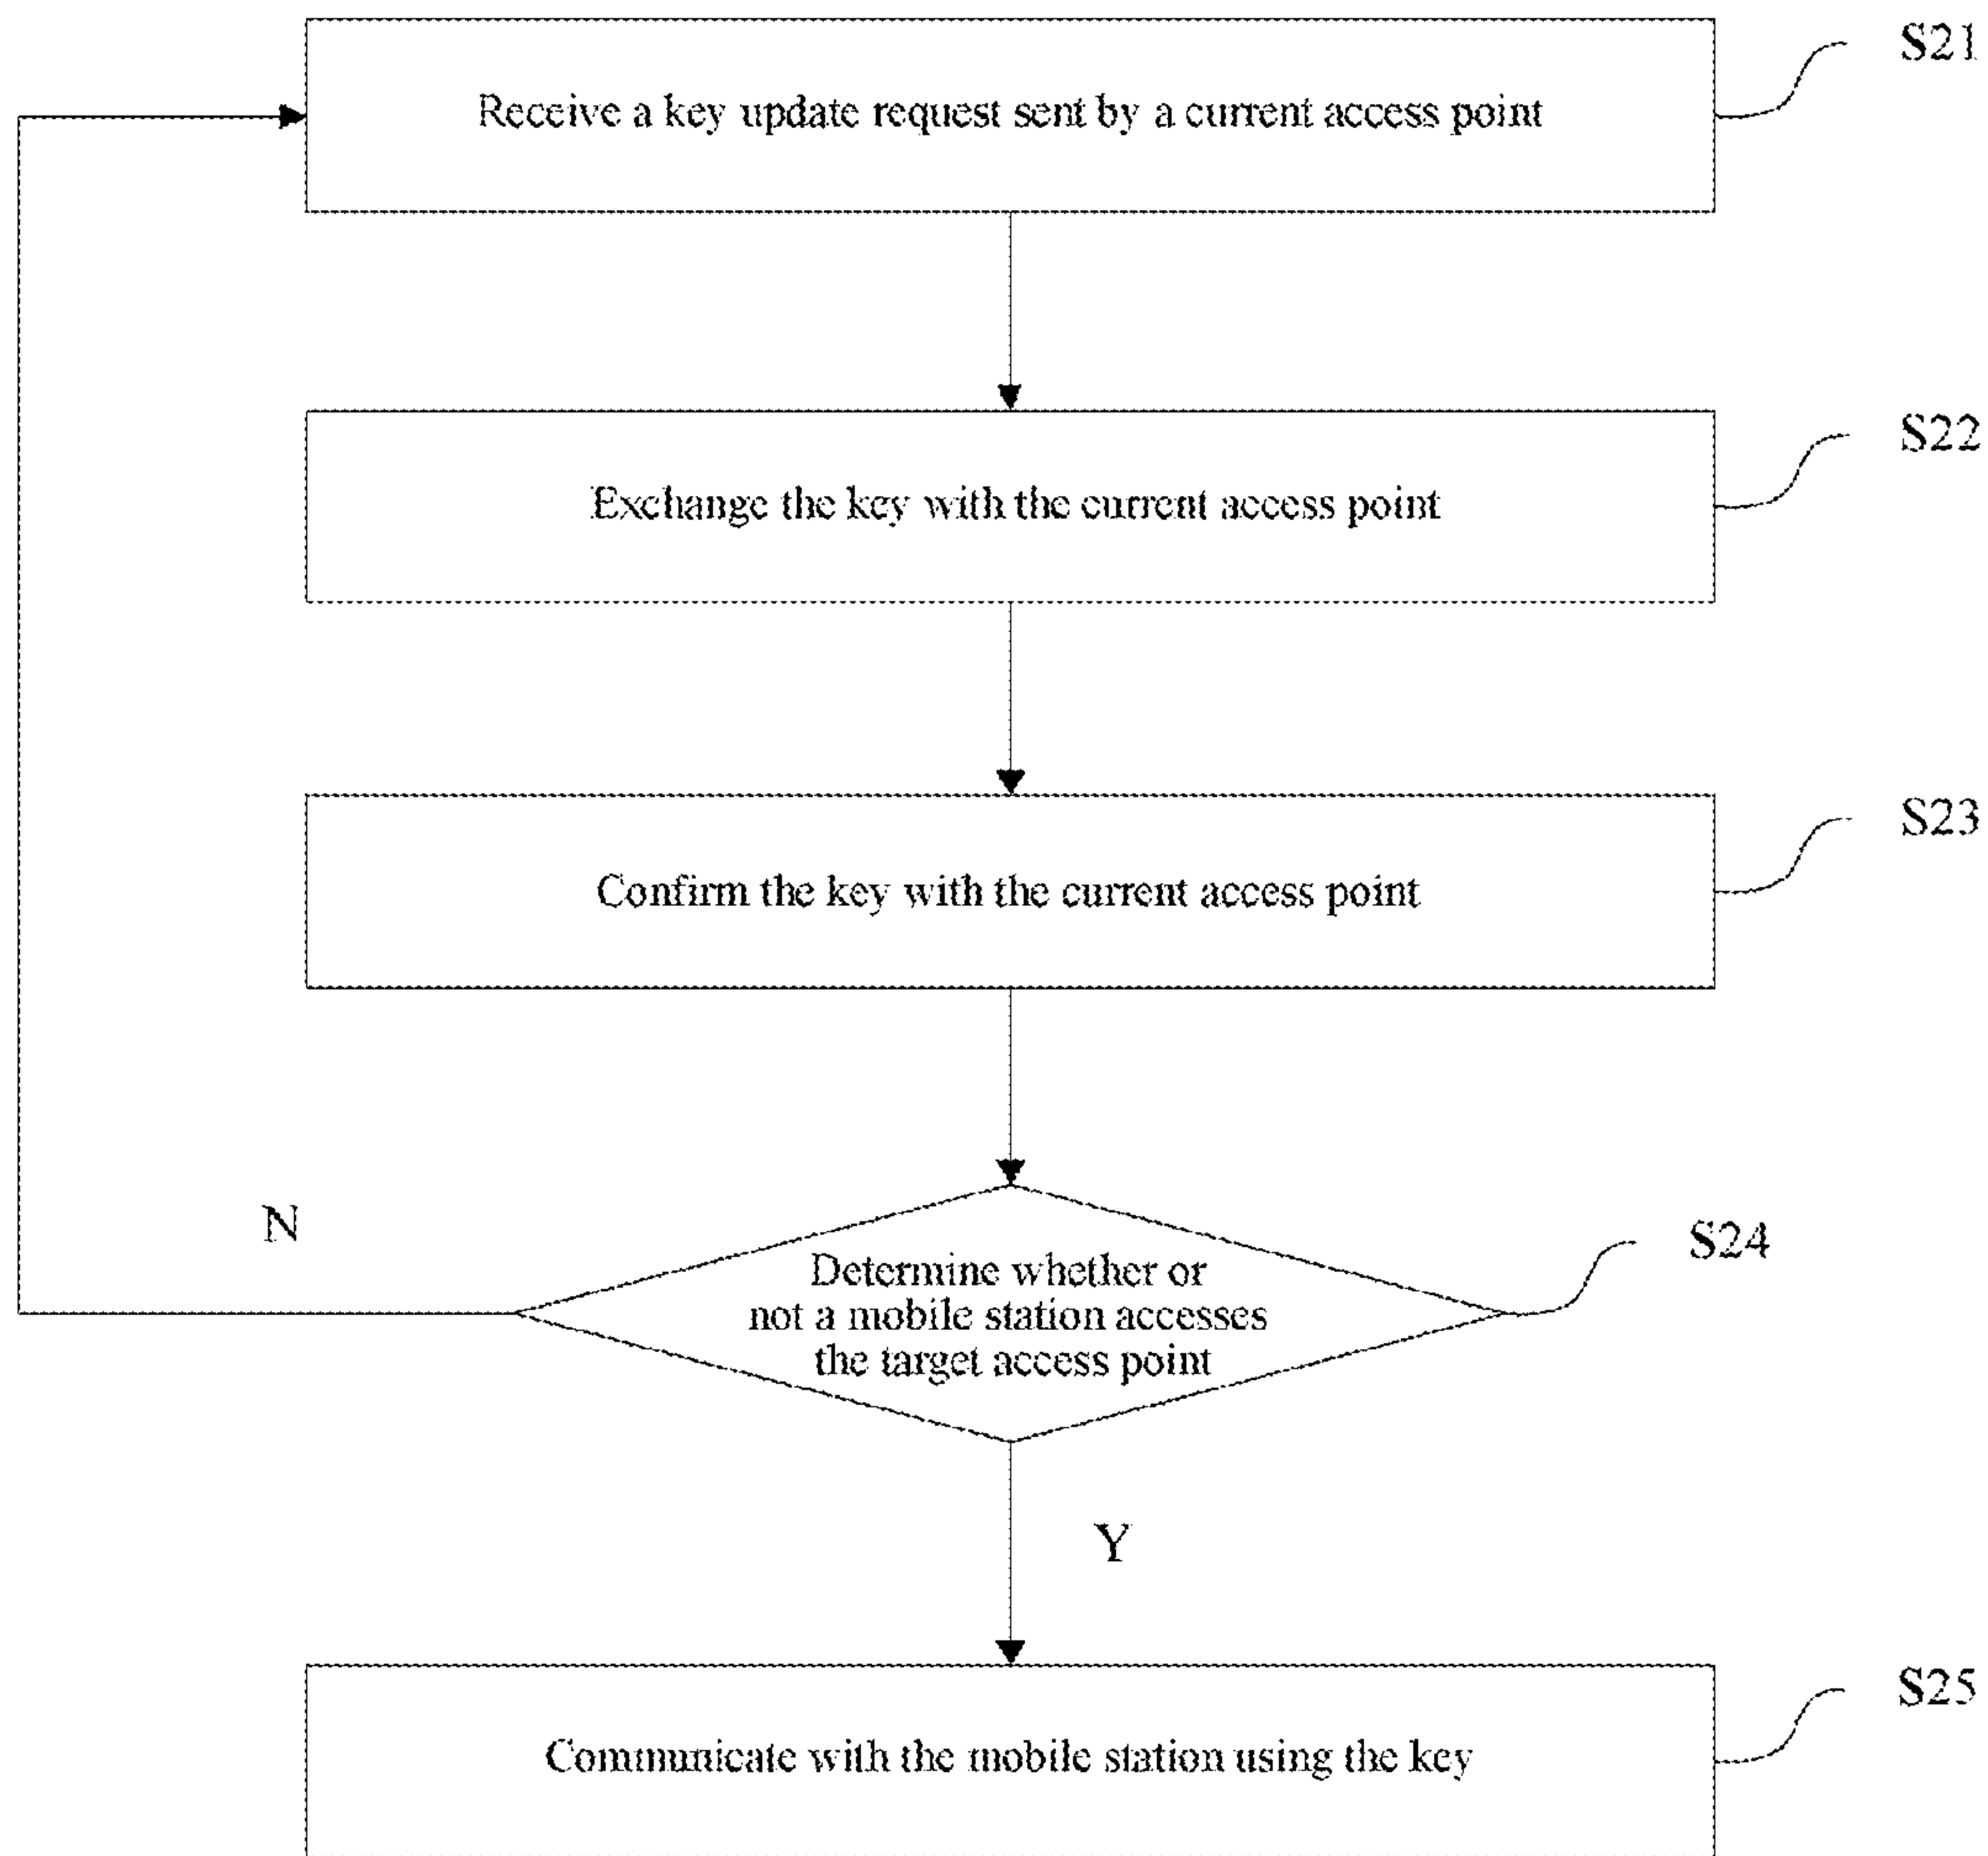 Receive a key update request sent by a current access point
S21
Exchange the key with the current access point
S22
Confirm the key with the current access point
S23
N
Determine whether or
not a mobile station accesses
the target access point
S24
Y
Communicate with the mobile station using the key
S25